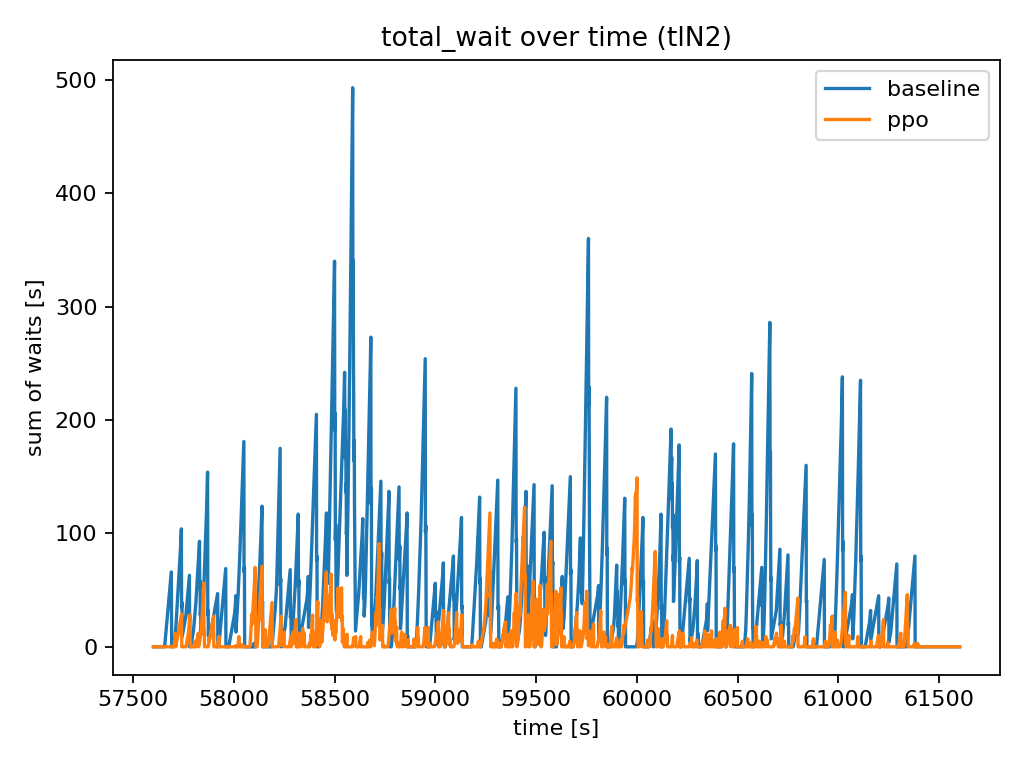 total_wait over time (tlN2)
baseline
ppo
500
400
300
200
100
0
sum of waits [s]
57500 58000 58500 59000 59500 60000 60500 61000 61500
time [s]